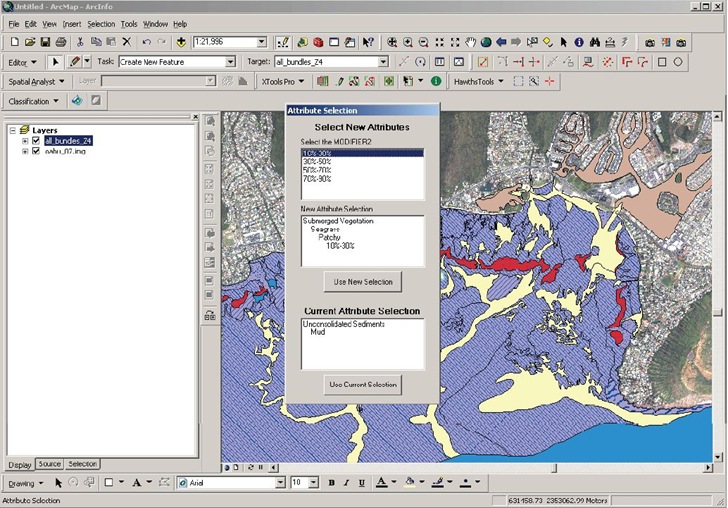 Untitled - ArcMap - ArcInfo
File Edit View Insert Selection Tools Window Help
1:21,996
Editor Task: Create New Feature Target: all_bundles_Z4
Spatial Analyst Layer: XTools Pro HawthsTools
Classification
Layers
all_bundles_24
oahu_07.img
Attribute Selection
Select New Attributes
Select the MODIFIER2
10%-30%
30%-50%
50%-70%
70%-90%
New Attribute Selection
Submerged Vegetation
Seagrass
Patchy
10%-30%
Use New Selection
Current Attribute Selection
Unconsolidated Sediments
Mud
Use Current Selection
Display Source Selection
Drawing A Arial 10 B I U A
Attribute Selection
631458.73 2353062.99 Meters